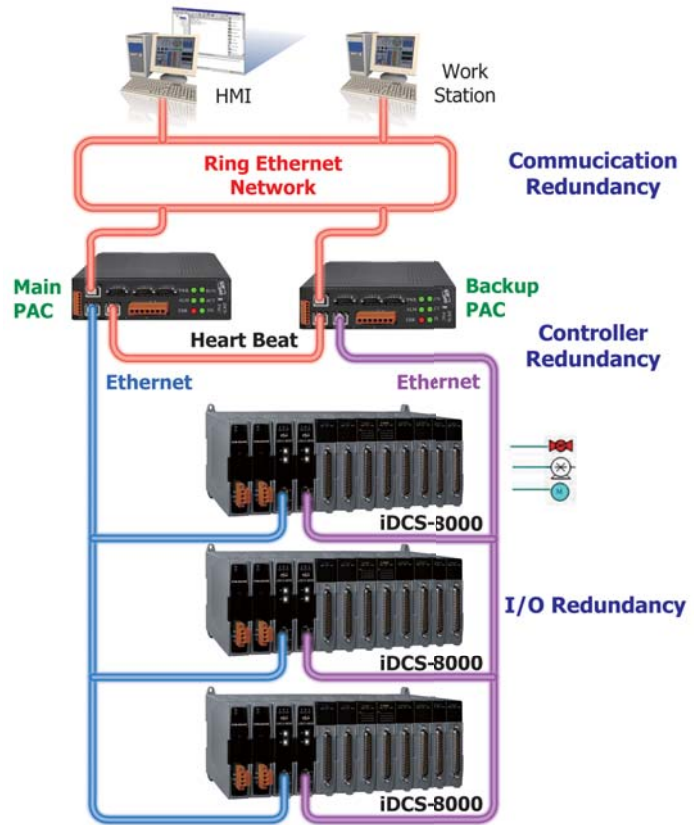 HMI
Work
Station
Ring Ethernet
Network
Commucication
Redundancy
Main
PAC
Backup
PAC
Heart Beat
Controller
Redundancy
Ethernet
Ethernet
iDCS-8000
M
iDCS-8000
I/O Redundancy
iDCS-8000